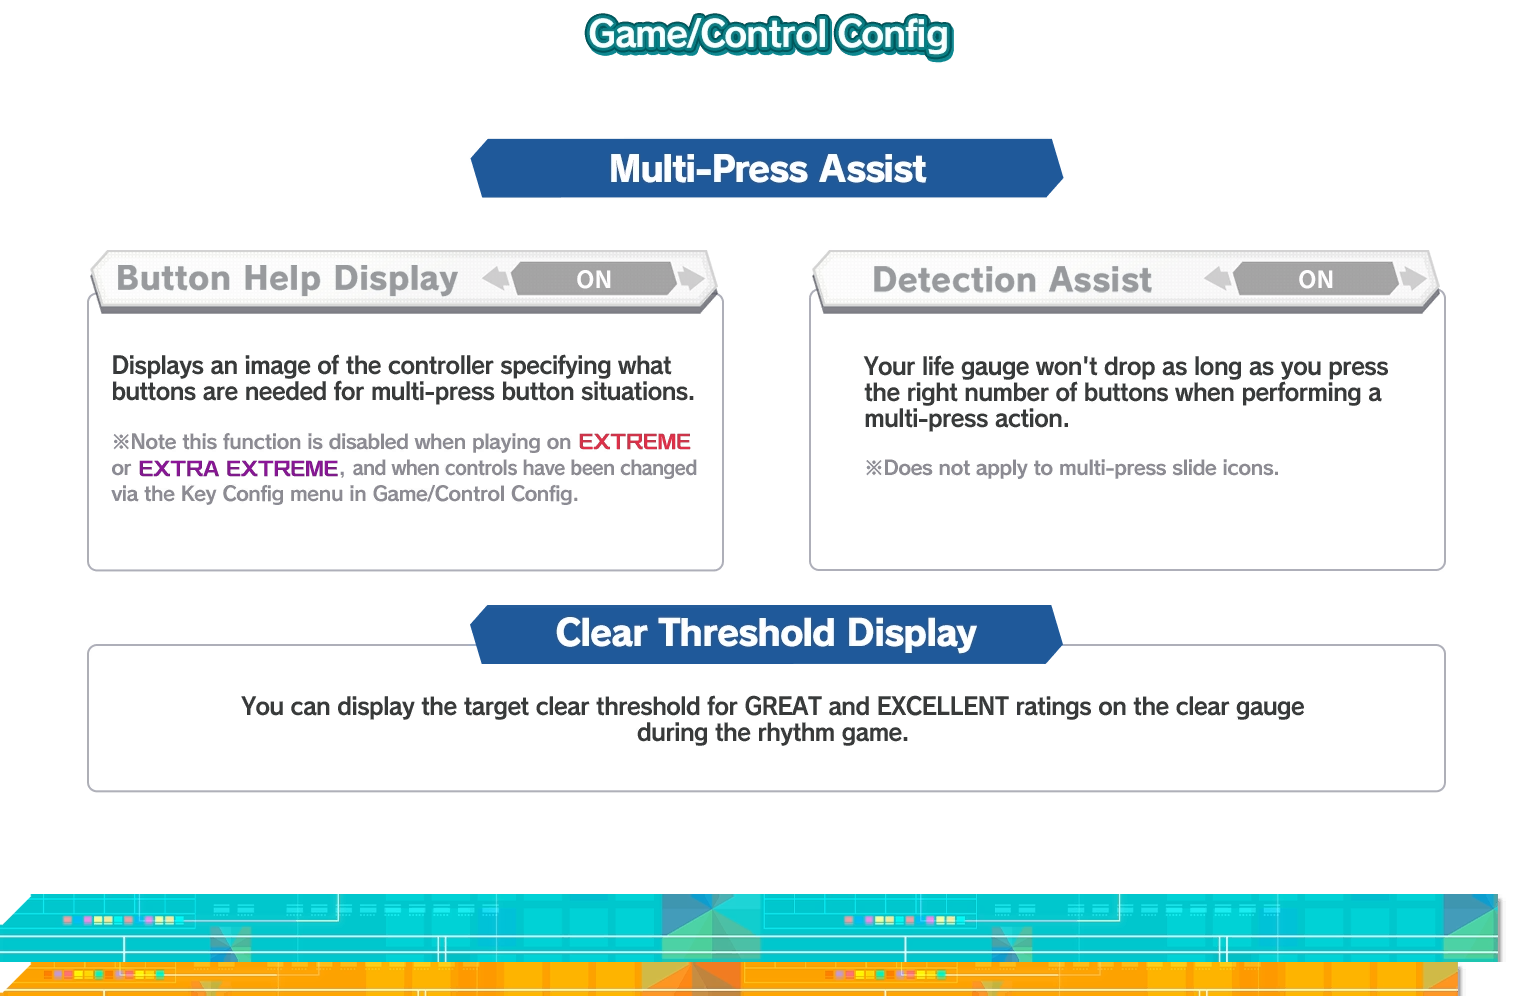 Game/Control Config
Multi-Press Assist
Button Help Display
ON
Displays an image of the controller specifying what
buttons are needed for multi-press button situations.
※Note this function is disabled when playing on EXTREME
or EXTRA EXTREME, and when controls have been changed
via the Key Config menu in Game/Control Config.
Detection Assist
ON
Your life gauge won't drop as long as you press
the right number of buttons when performing a
multi-press action.
※Does not apply to multi-press slide icons.
Clear Threshold Display
You can display the target clear threshold for GREAT and EXCELLENT ratings on the clear gauge
during the rhythm game.